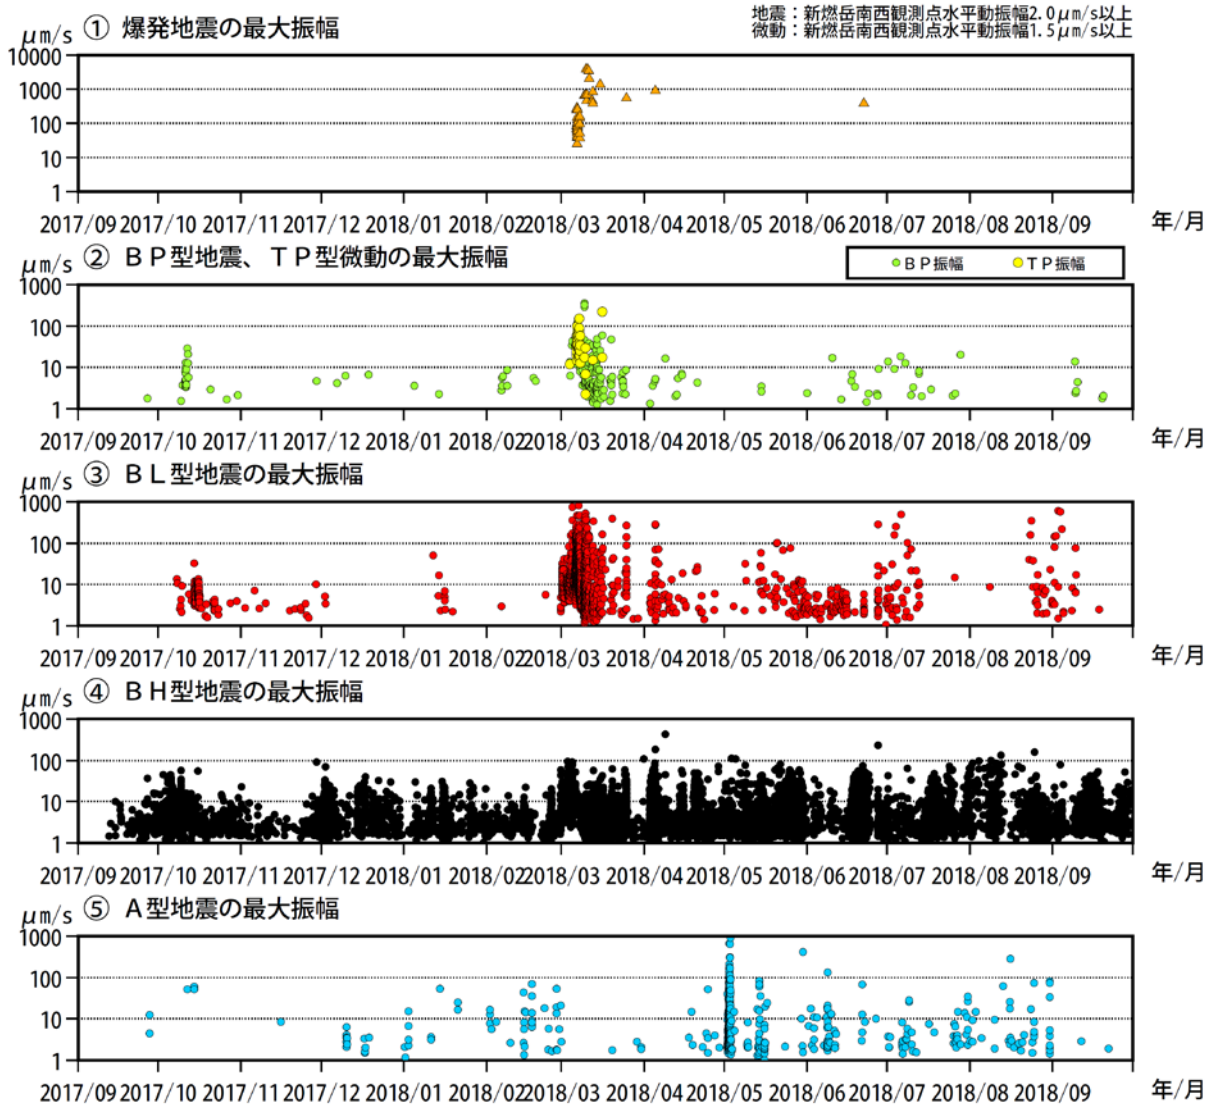 地震：新燃岳南西観測点水平動振幅2.0μm/s以上
微動：新燃岳南西観測点水平動振幅1.5μm/s以上
μm/s ① 爆発地震の最大振幅
10000
1000
100
10
1
2017/09 2017/10 2017/11 2017/12 2018/01 2018/02 2018/03 2018/04 2018/05 2018/06 2018/07 2018/08 2018/09 年/月
μm/s ② ＢＰ型地震、ＴＰ型微動の最大振幅
ＢＰ振幅 ＴＰ振幅
1000
100
10
1
2017/09 2017/10 2017/11 2017/12 2018/01 2018/02 2018/03 2018/04 2018/05 2018/06 2018/07 2018/08 2018/09 年/月
μm/s ③ ＢＬ型地震の最大振幅
1000
100
10
1
2017/09 2017/10 2017/11 2017/12 2018/01 2018/02 2018/03 2018/04 2018/05 2018/06 2018/07 2018/08 2018/09 年/月
μm/s ④ ＢＨ型地震の最大振幅
1000
100
10
1
2017/09 2017/10 2017/11 2017/12 2018/01 2018/02 2018/03 2018/04 2018/05 2018/06 2018/07 2018/08 2018/09 年/月
μm/s ⑤ Ａ型地震の最大振幅
1000
100
10
1
2017/09 2017/10 2017/11 2017/12 2018/01 2018/02 2018/03 2018/04 2018/05 2018/06 2018/07 2018/08 2018/09 年/月